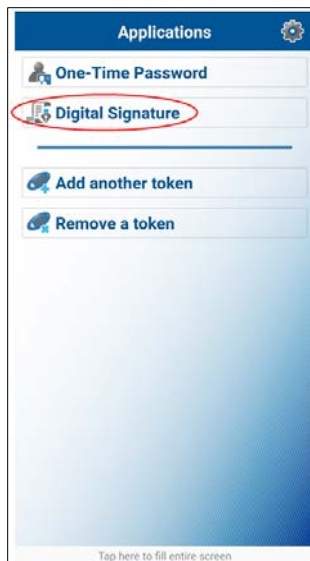 Applications
One-Time Password
Digital Signature
Add another token
Remove a token
Tap here to fill entire screen